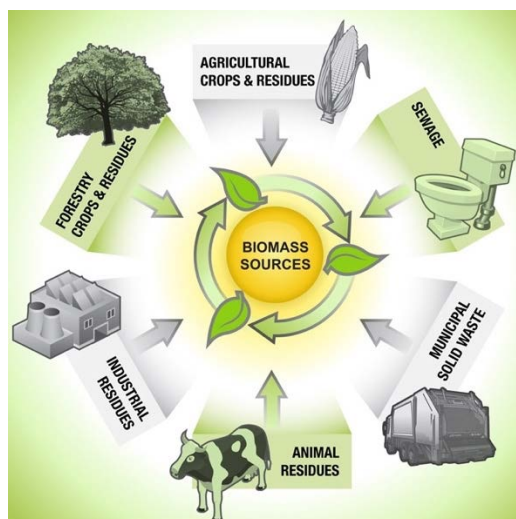 AGRICULTURAL
CROPS & RESIDUES
SEWAGE
MUNICIPAL
SOLID WASTE
ANIMAL
RESIDUES
INDUSTRIAL
RESIDUES
FORESTRY
CROPS & RESIDUES
BIOMASS
SOURCES